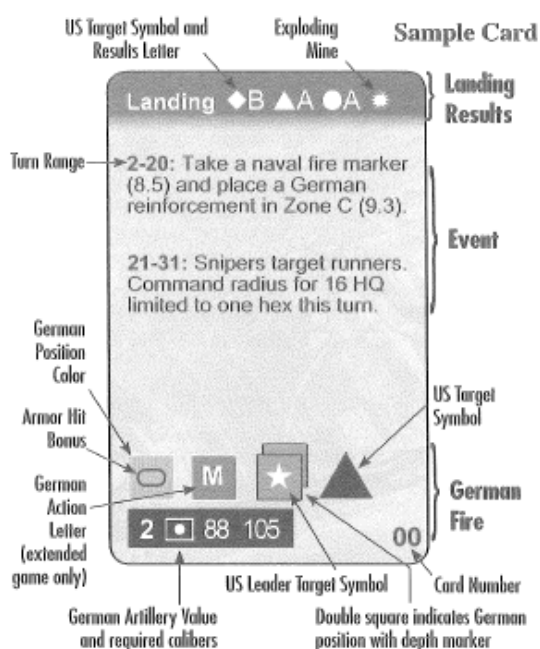 US Target Symbol and
Results Letter
Exploding
Mine
Sample Card
Landing ◆B ▲A ●A ✹
Landing
Results
Turn Range
2-20: Take a naval fire marker
(8.5) and place a German
reinforcement in Zone C (9.3).
Event
21-31: Snipers target runners.
Command radius for 16 HQ
limited to one hex this turn.
German
Position
Color
Armor Hit
Bonus
German
Action
Letter
(extended
game only)
M
US Target
Symbol
German
Fire
2 88 105
00
US Leader Target Symbol
Card Number
German Artillery Value
and required calibers
Double square indicates German
position with depth marker